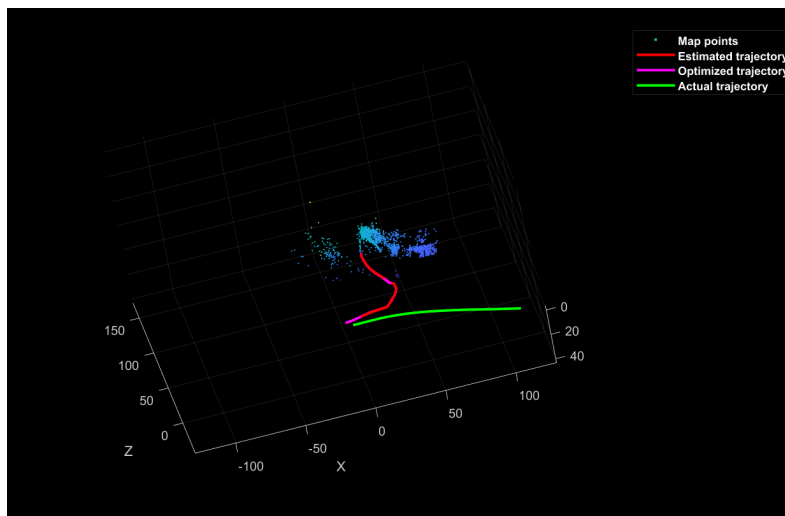 Map points
Estimated trajectory
Optimized trajectory
Actual trajectory
150
100
50
0
Z
-100
-50
0
50
100
X
0
20
40